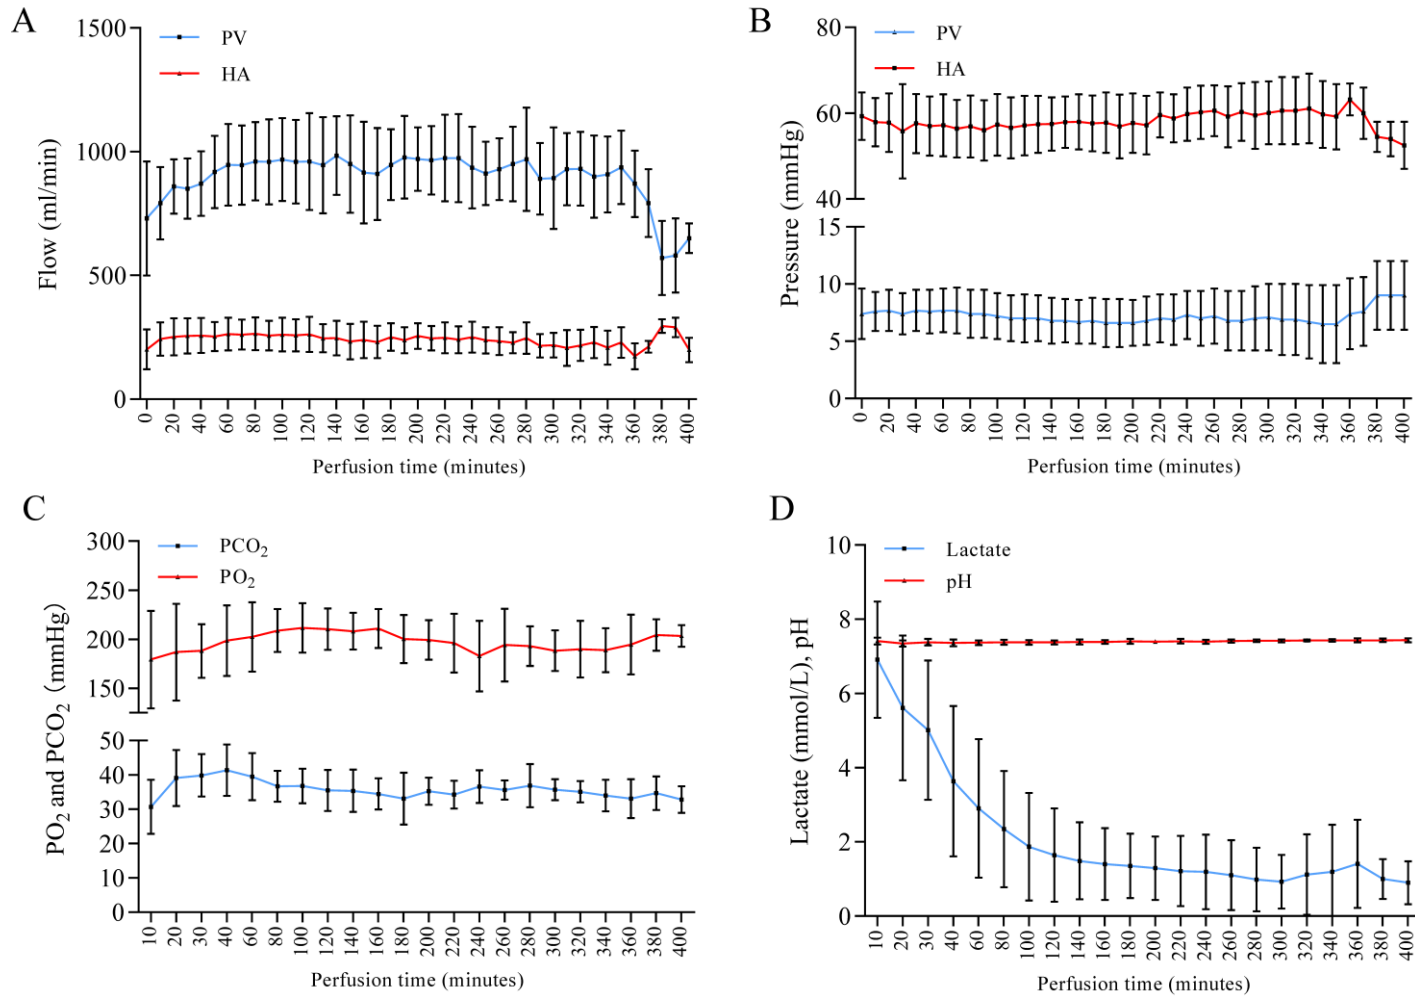 A
1500
1000
500
0
Flow (ml/min)
PV
HA
0 20 40 60 80 100 120 140 160 180 200 220 240 260 280 300 320 340 360 380 400
Perfusion time (minutes)
B
80
60
40
15
10
5
0
Pressure (mmHg)
PV
HA
0 20 40 60 80 100 120 140 160 180 200 220 240 260 280 300 320 340 360 380 400
Perfusion time (minutes)
C
300
250
200
150
50
40
30
20
10
0
PO2 and PCO2 (mmHg)
PCO2
PO2
10 20 30 40 60 80 100 120 140 160 180 200 220 240 260 280 300 320 340 360 380 400
Perfusion time (minutes)
D
10
8
6
4
2
0
Lactate (mmol/L), pH
Lactate
pH
10 20 30 40 60 80 100 120 140 160 180 200 220 240 260 280 300 320 340 360 380 400
Perfusion time (minutes)